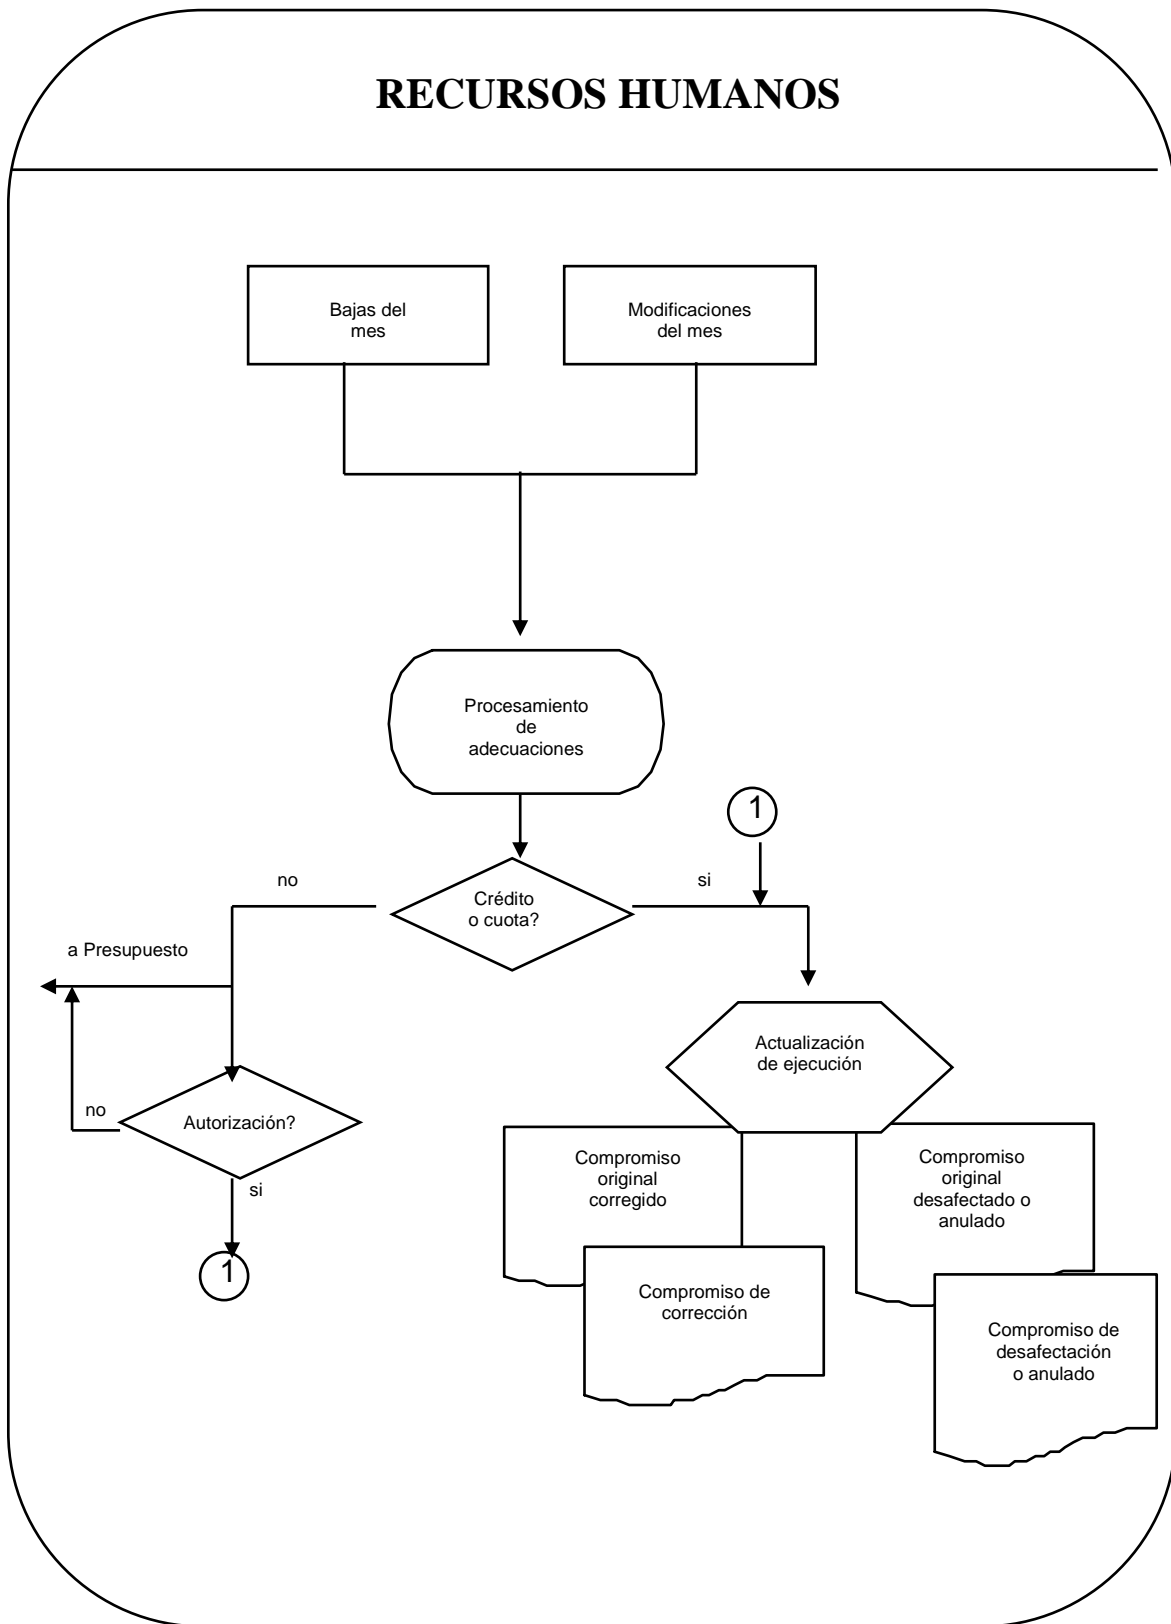 RECURSOS HUMANOS
Bajas del
mes
Modificaciones
del mes
Procesamiento
de
adecuaciones
1
no
Crédito
o cuota?
si
a Presupuesto
Actualización
de ejecución
no
Autorización?
si
1
Compromiso
original
corregido
Compromiso
original
desafectado o
anulado
Compromiso de
corrección
Compromiso de
desafectación
o anulado